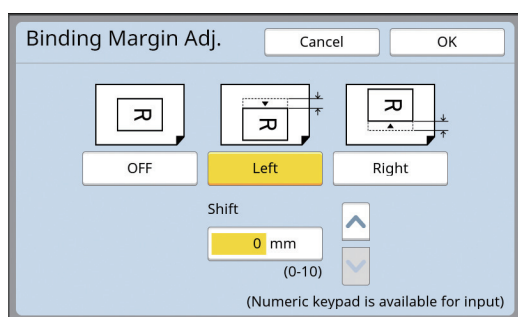 Binding Margin Adj.
Cancel
OK
R
R
R
OFF
Left
Right
Shift
0 mm
(0-10)
(Numeric keypad is available for input)